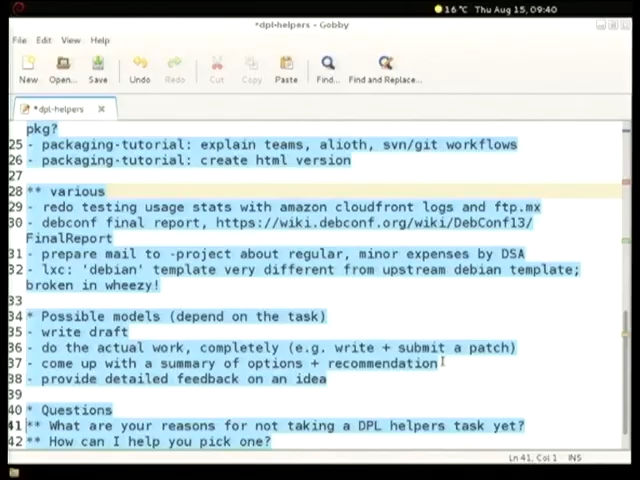 16 °C Thu Aug 15, 09:40
*dpl-helpers - Gobby
File Edit View Help
New Open... Save Undo Redo Cut Copy Paste Find... Find and Replace...
*dpl-helpers
pkg?
25 - packaging-tutorial: explain teams, alioth, svn/git workflows
26 - packaging-tutorial: create html version
27
28 ** various
29 - redo testing usage stats with amazon cloudfront logs and ftp.mx
30 - debconf final report, https://wiki.debconf.org/wiki/DebConf13/
FinalReport
31 - prepare mail to -project about regular, minor expenses by DSA
32 - lxc: 'debian' template very different from upstream debian template;
broken in wheezy!
33
34 * Possible models (depend on the task)
35 - write draft
36 - do the actual work, completely (e.g. write + submit a patch)
37 - come up with a summary of options + recommendation
38 - provide detailed feedback on an idea
39
40 * Questions
41 ** What are your reasons for not taking a DPL helpers task yet?
42 ** How can I help you pick one?
Ln 41, Col 1 INS